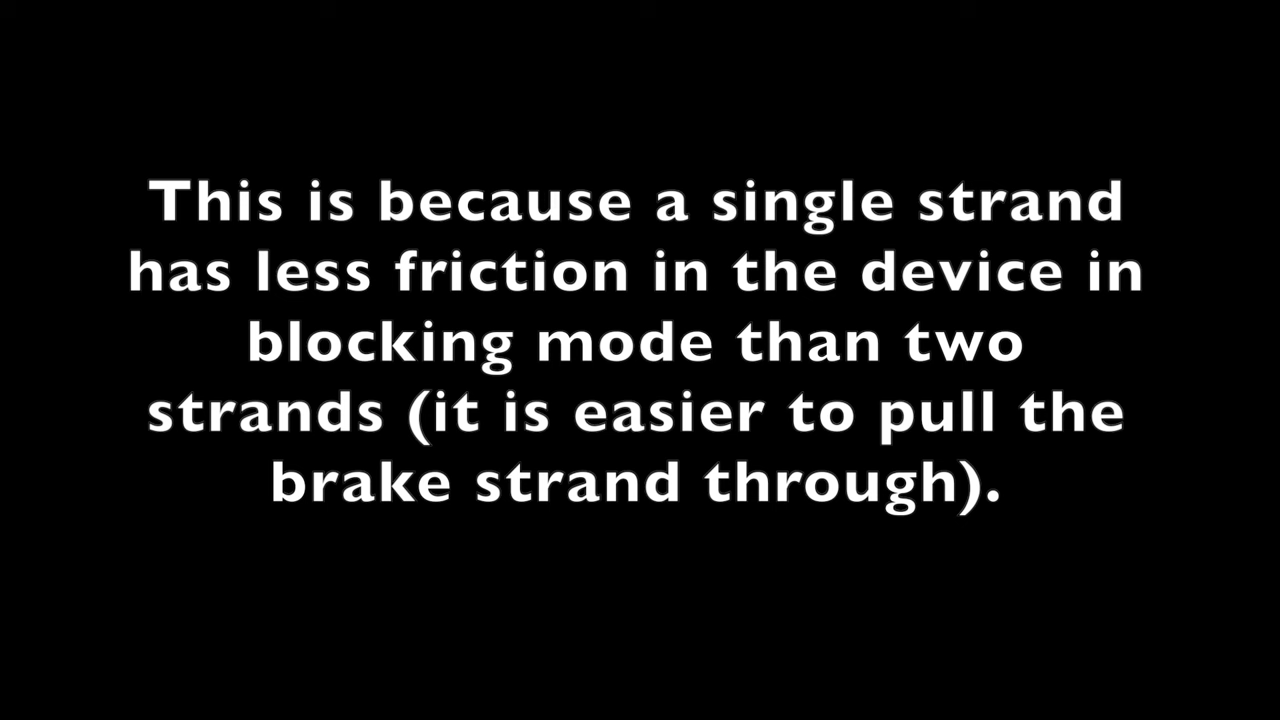 This is because a single strand
has less friction in the device in
blocking mode than two
strands (it is easier to pull the
brake strand through).